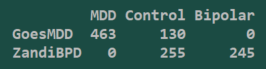 MDD Control Bipolar
GoesMDD 463 130 0
ZandiBPD 0 255 245